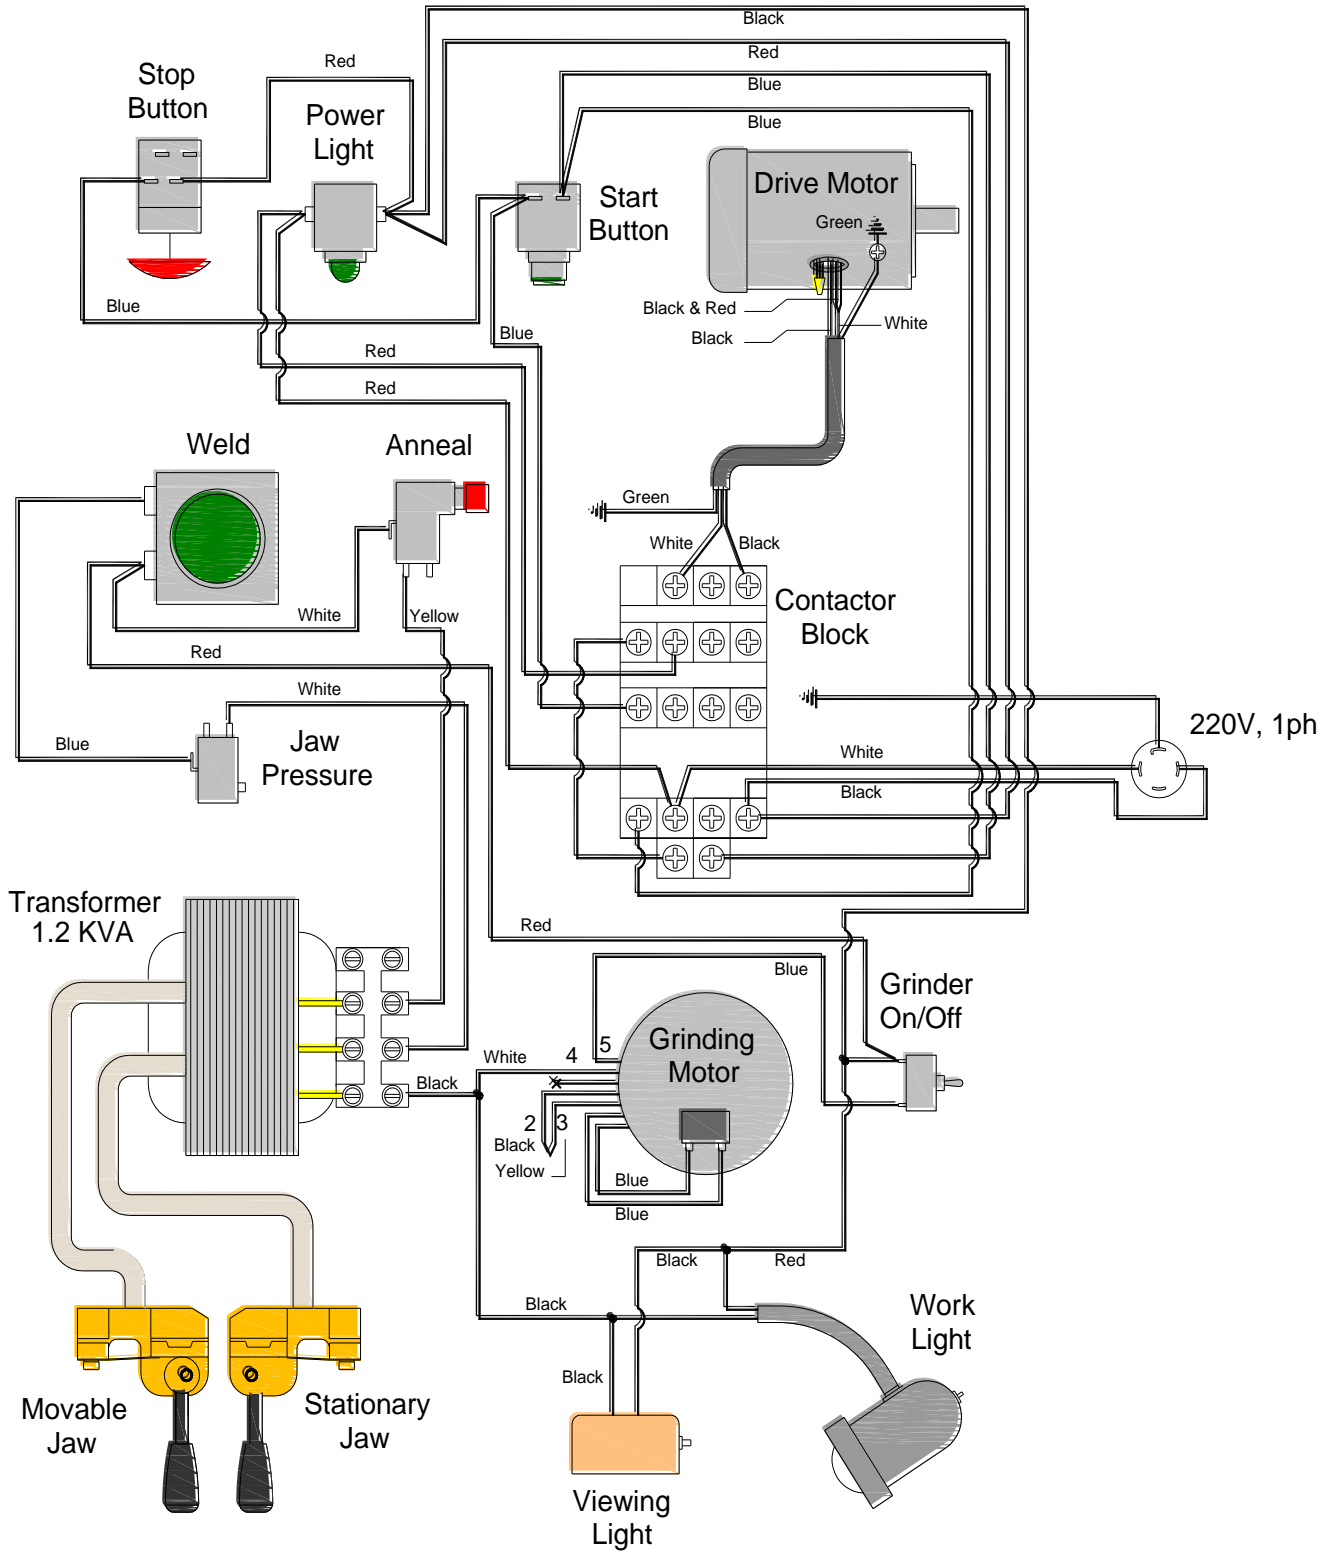 Black
Red
Red
Stop
Button
Blue
Power
Light
Blue
Drive Motor
Start
Button
Green
Blue
Black & Red
White
Black
Blue
Red
Red
Weld
Anneal
Green
White
Black
Contactor
Block
White
Yellow
Red
White
220V, 1ph
Blue
Jaw
Pressure
White
Black
Transformer
1.2 KVA
Red
Blue
Grinder
On/Off
5
4
Grinding
Motor
White
Black
2
3
Black
Yellow
Blue
Blue
Black
Red
Black
Work
Light
Black
Movable
Jaw
Stationary
Jaw
Viewing
Light